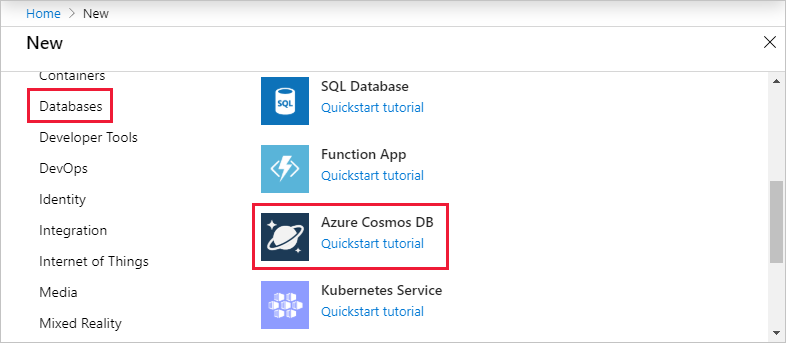 Home > New
New
Containers
Databases
Developer Tools
DevOps
Identity
Integration
Internet of Things
Media
Mixed Reality
SQL Database
SQL
Quickstart tutorial
Function App
Quickstart tutorial
Azure Cosmos DB
Quickstart tutorial
Kubernetes Service
Quickstart tutorial